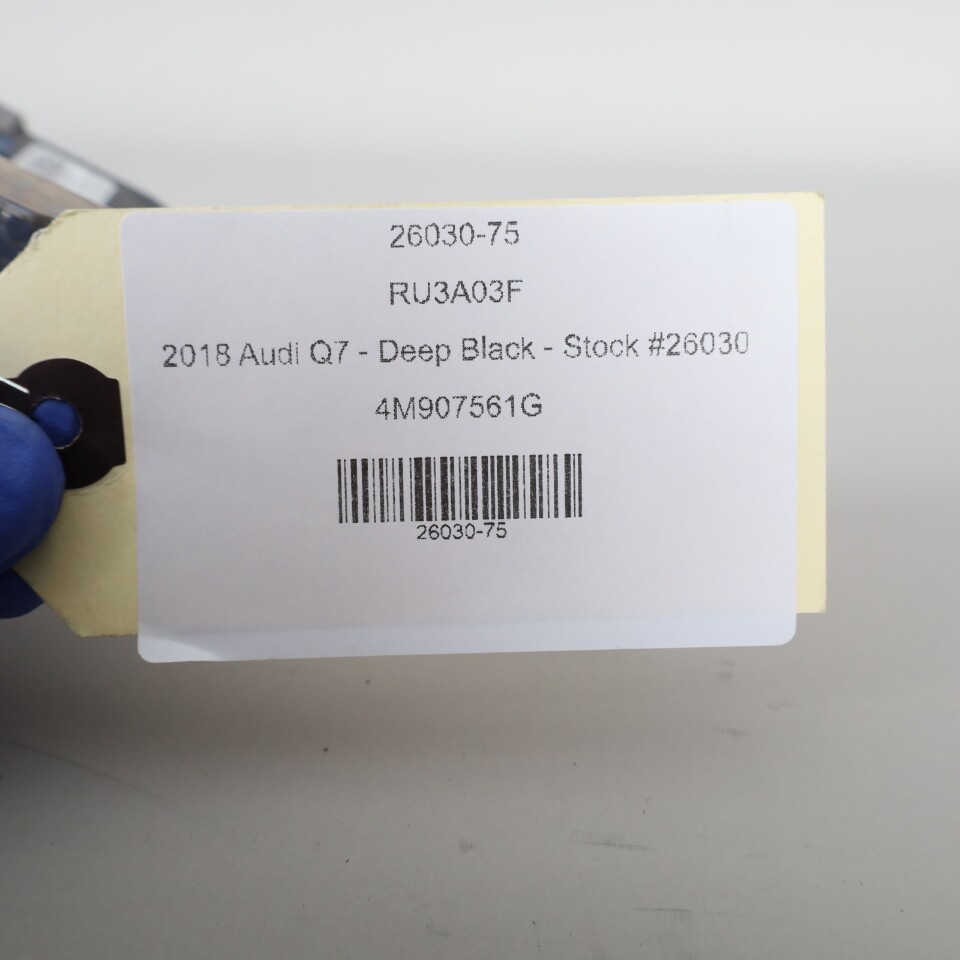 26030-75
RU3A03F
2018 Audi Q7 - Deep Black - Stock #26030
4M907561G
26030-75